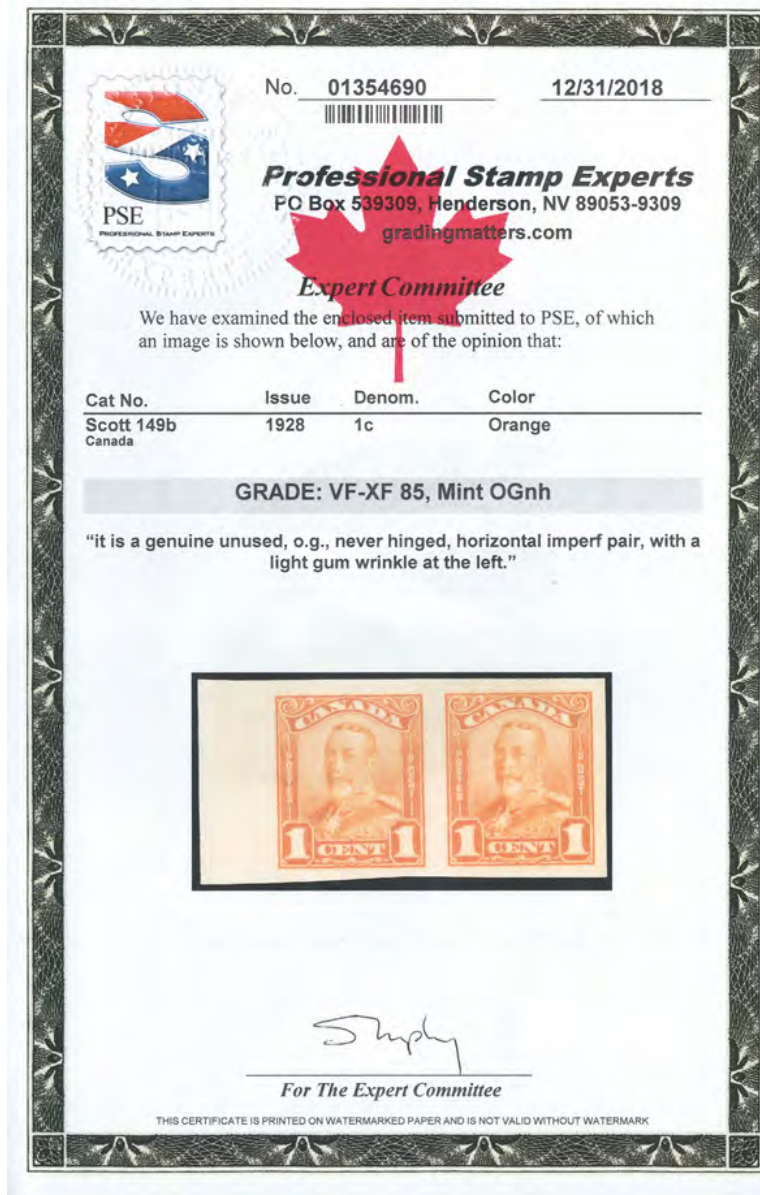 No. 01354690 12/31/2018
PSE
PROFESSIONAL STAMP EXPERTS
Professional Stamp Experts
PO Box 539309, Henderson, NV 89053-9309
gradingmatters.com
Expert Committee
We have examined the enclosed item submitted to PSE, of which
an image is shown below, and are of the opinion that:
Cat No. Issue Denom. Color
Scott 149b 1928 1c Orange
Canada
GRADE: VF-XF 85, Mint OGnh
“it is a genuine unused, o.g., never hinged, horizontal imperf pair, with a
light gum wrinkle at the left.”
CANADA CANADA
POSTES POST POSTES POST
1 CENT 1 1 CENT 1
For The Expert Committee
THIS CERTIFICATE IS PRINTED ON WATERMARKED PAPER AND IS NOT VALID WITHOUT WATERMARK